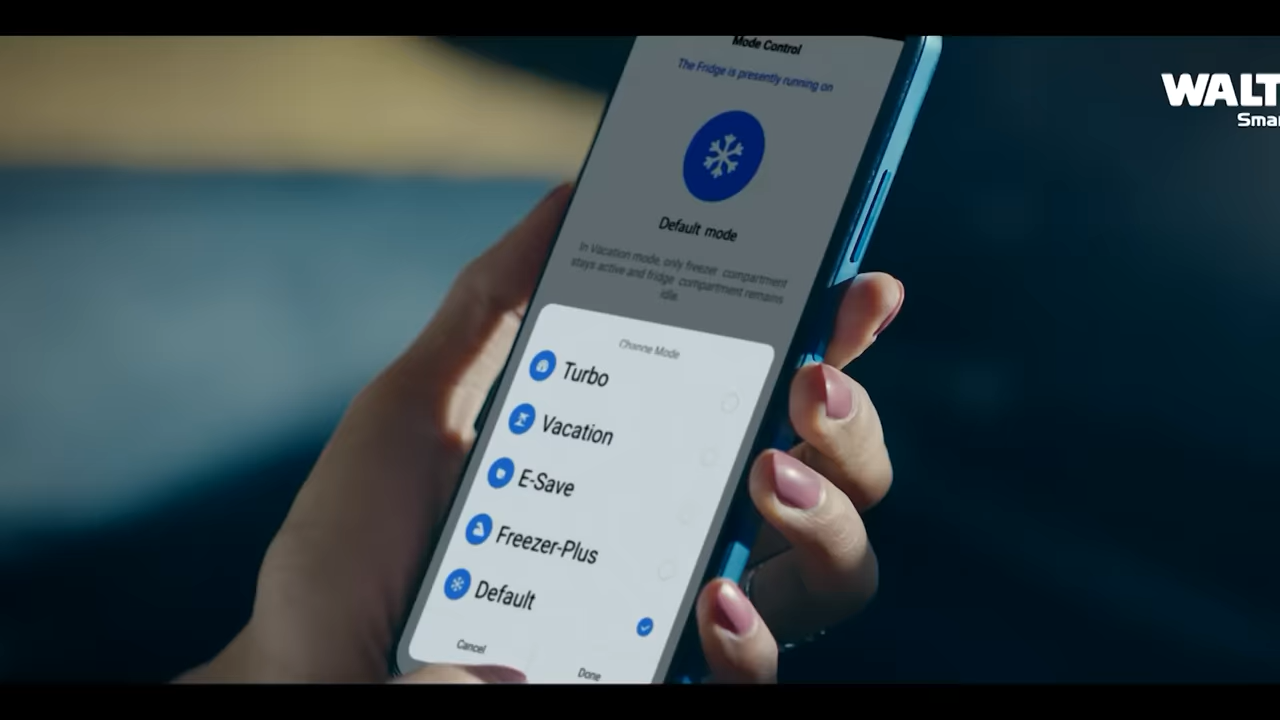 Mode Control
The Fridge is presently running on
Default mode
In Vacation mode, only freezer compartment
stays active and fridge compartment remains
idle.
Change Mode
Turbo
Vacation
E-Save
Freezer-Plus
Default
Cancel
Done
WALT
Smar